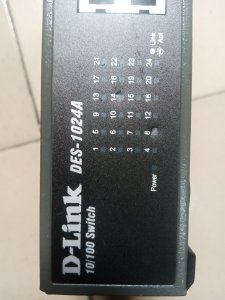 D-Link DES-1024A
10/100 Switch
1 5 9 13 17 21
2 6 10 14 18 22
3 7 11 15 19 23
4 8 12 16 20 24
Power
Link
Act